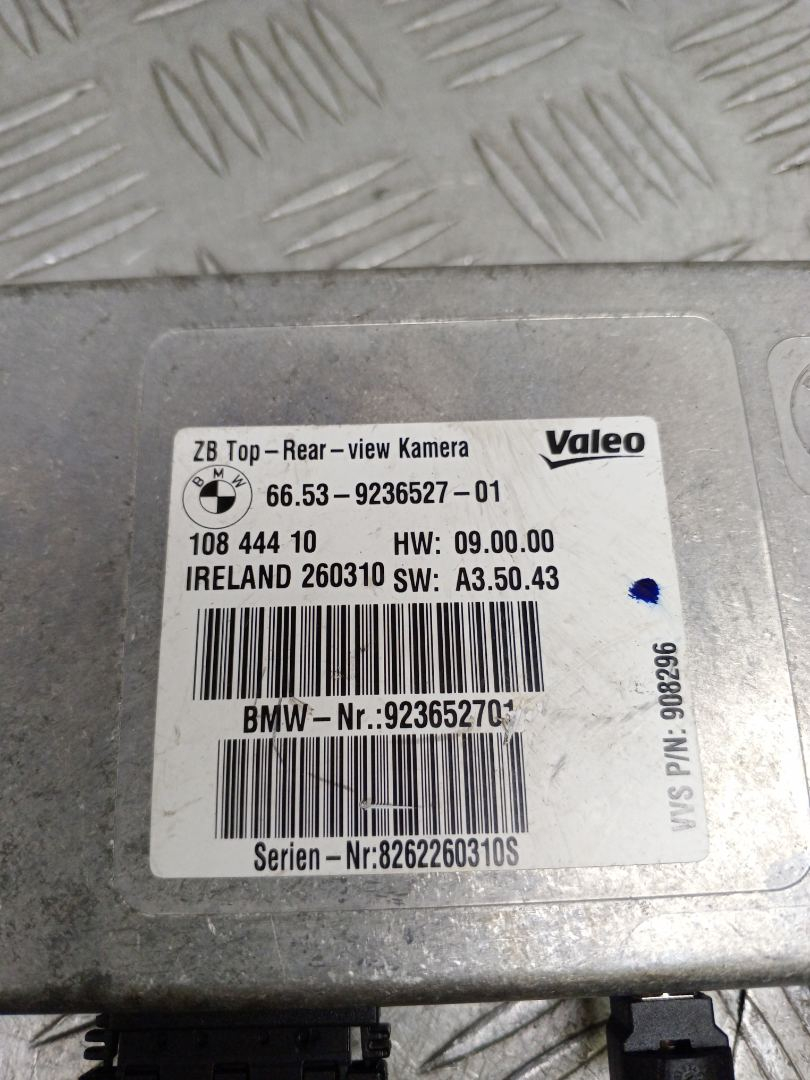 ZB Top-Rear-view Kamera
Valeo
BMW
66.53-9236527-01
108 444 10
HW: 09.00.00
IRELAND 260310
SW: A3.50.43
BMW-Nr.:923652701
Serien-Nr:8262260310S
VVS P/N: 908296